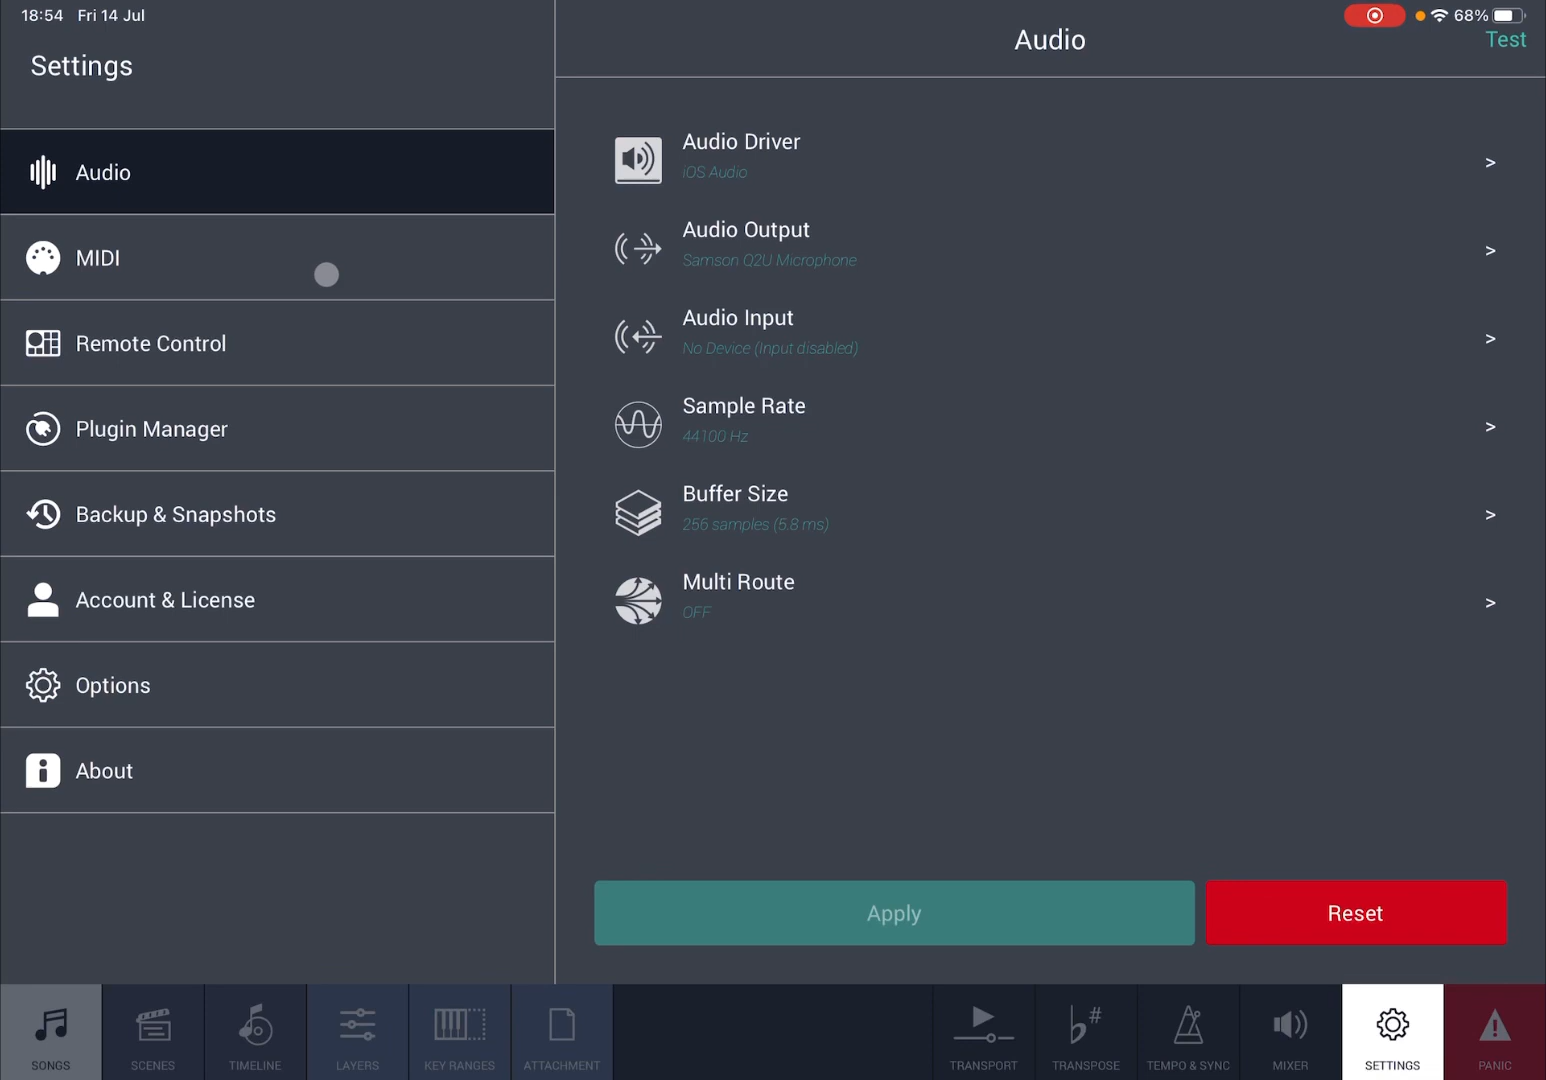 18:54 Fri 14 Jul
68%
Settings
Audio
Test
Audio
MIDI
Remote Control
Plugin Manager
Backup & Snapshots
Account & License
Options
About
Audio Driver
iOS Audio
>
Audio Output
Samson Q2U Microphone
>
Audio Input
No Device (Input disabled)
>
Sample Rate
44100 Hz
>
Buffer Size
256 samples (5.8 ms)
>
Multi Route
OFF
>
Apply
Reset
SONGS
SCENES
TIMELINE
LAYERS
KEY RANGES
ATTACHMENT
TRANSPORT
TRANSPOSE
TEMPO & SYNC
MIXER
SETTINGS
PANIC